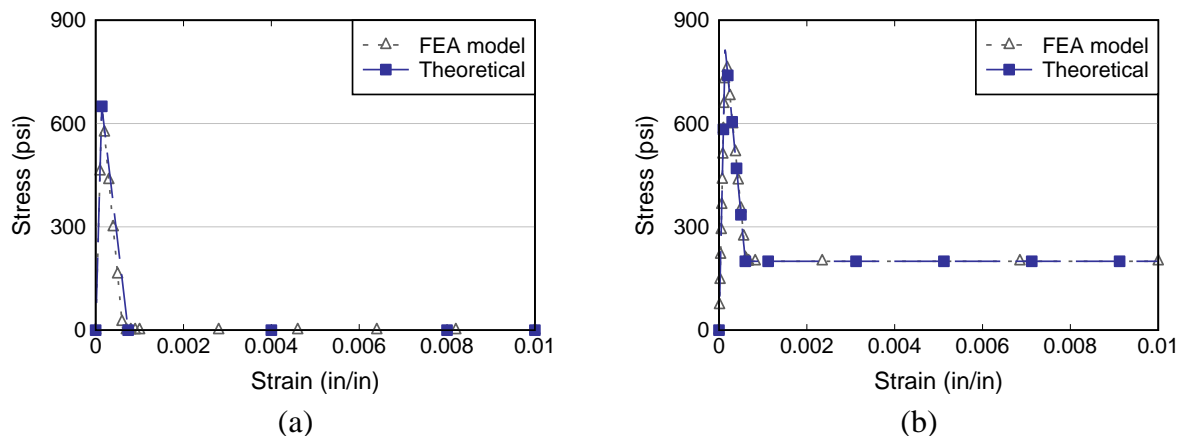 900
600
300
0
Stress (psi)
FEA model
Theoretical
0 0.002 0.004 0.006 0.008 0.01
Strain (in/in)
(a)
900
600
300
0
Stress (psi)
FEA model
Theoretical
0 0.002 0.004 0.006 0.008 0.01
Strain (in/in)
(b)